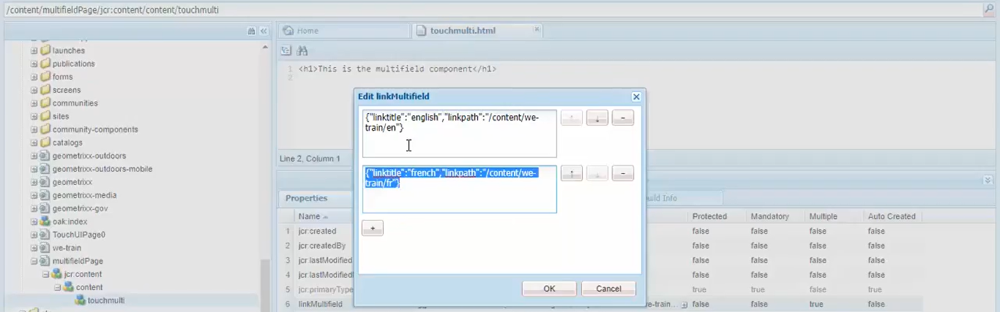 /content/multifieldPage/jcr:content/content/touchmulti
launches
publications
forms
screens
communities
sites
community-components
catalogs
geometrixx-outdoors
geometrixx-outdoors-mobile
geometrixx
geometrixx-media
geometrixx-gov
oak:index
TouchUIPage0
we-train
multifieldPage
jcr:content
content
touchmulti
Home
touchmulti.html
1 <h1>This is the multifield component</h1>
2
Line 2, Column 1
Edit linkMultifield
{"linktitle":"english","linkpath":"/content/we-
train/en"}
{"linktitle":"french","linkpath":"/content/we-
train/fr"}
+
OK Cancel
Properties
Info
Name Protected Mandatory Multiple Auto Created
1 jcr:created false false false false
2 jcr:createdBy false false false false
3 jcr:lastModified false false false false
4 jcr:lastModified false false false false
5 jcr:primaryType true true false true
6 linkMultifield we-train... false false true false